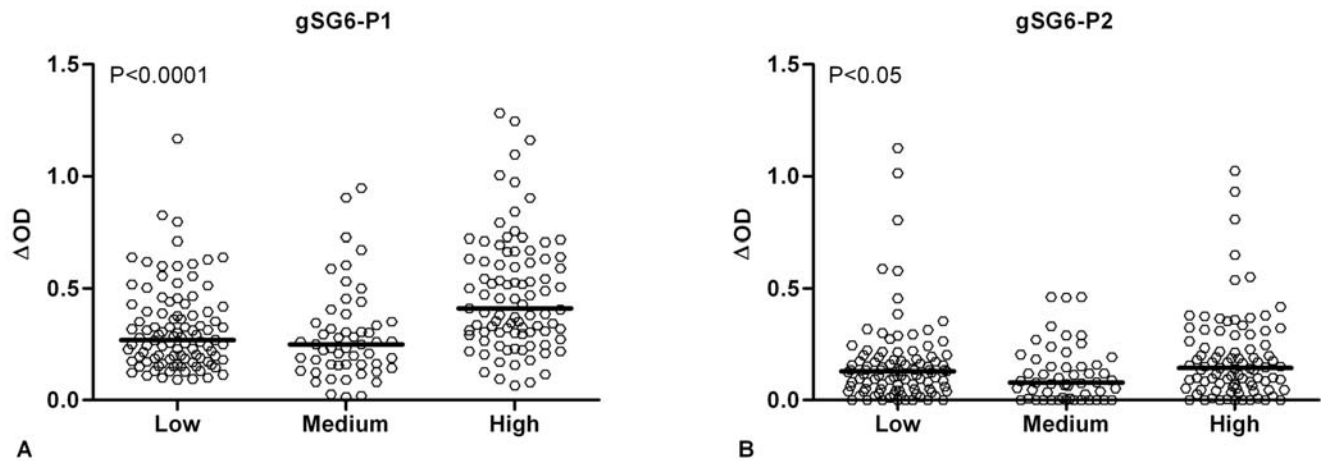 gSG6-P1
1.5
P<0.0001
1.0
ΔOD
0.5
0.0
Low Medium High
A
gSG6-P2
1.5
P<0.05
1.0
ΔOD
0.5
0.0
Low Medium High
B